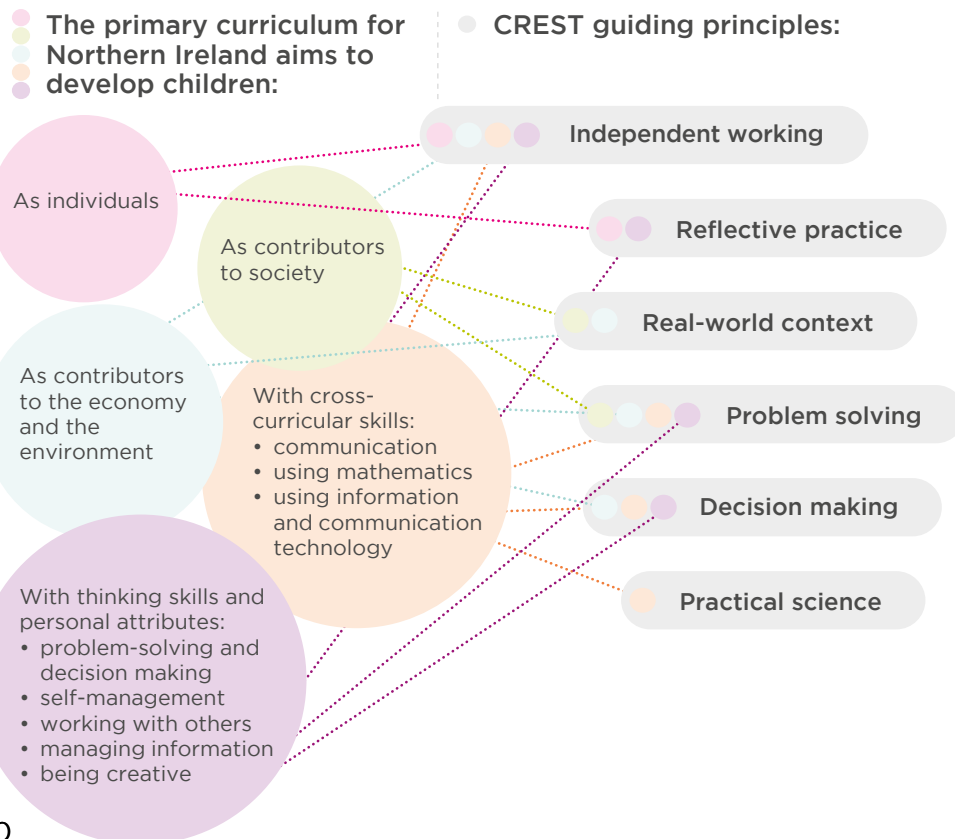 The primary curriculum for
Northern Ireland aims to
develop children:
CREST guiding principles:
As individuals
As contributors
to society
As contributors
to the economy
and the
environment
With cross-
curricular skills:
• communication
• using mathematics
• using information
and communication
technology
With thinking skills and
personal attributes:
• problem-solving and
decision making
• self-management
• working with others
• managing information
• being creative
Independent working
Reflective practice
Real-world context
Problem solving
Decision making
Practical science